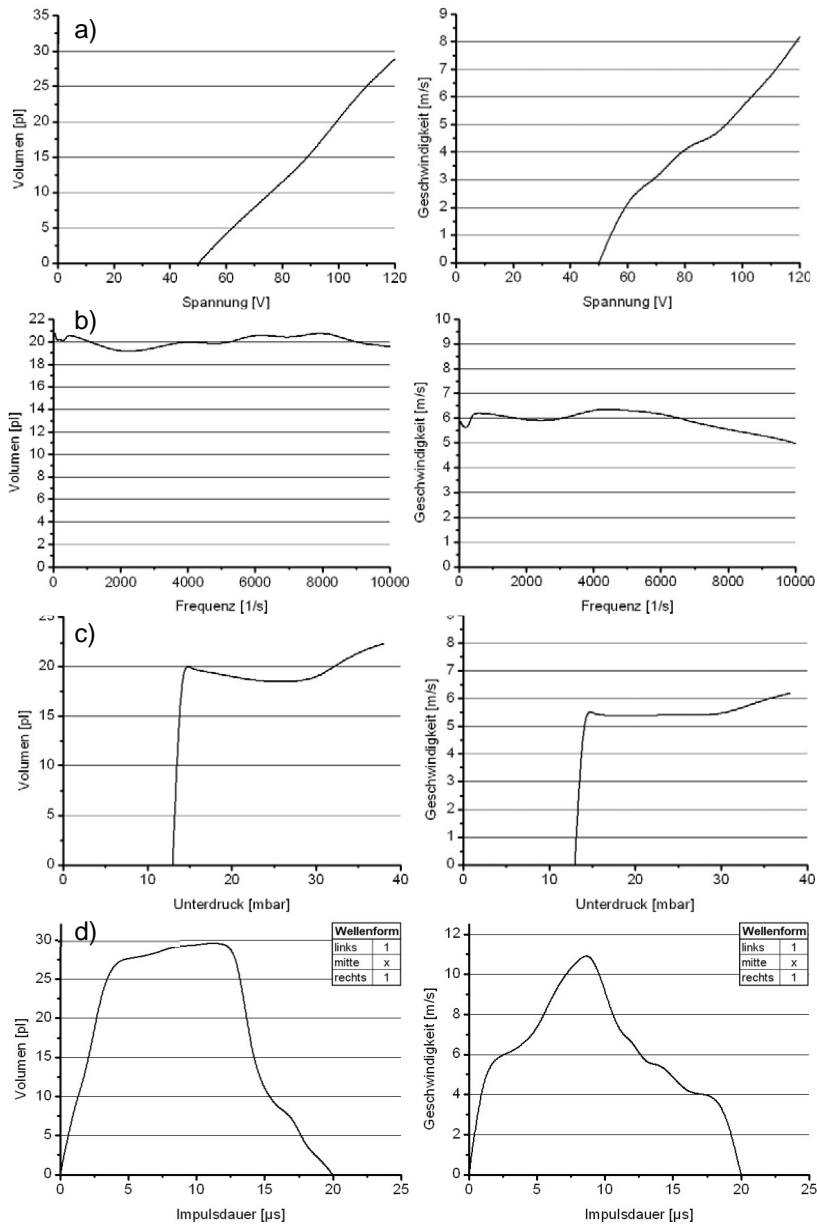 a)
35
30
25
20
15
10
5
0
Volumen [pl]
0 20 40 60 80 100 120
Spannung [V]
9
8
7
6
5
4
3
2
1
0
Geschwindigkeit [m/s]
0 20 40 60 80 100 120
Spannung [V]
b)
22
20
18
16
14
12
10
8
6
4
2
0
Volumen [pl]
0 2000 4000 6000 8000 10000
Frequenz [1/s]
10
9
8
7
6
5
4
3
2
1
0
Geschwindigkeit [m/s]
0 2000 4000 6000 8000 10000
Frequenz [1/s]
c)
25
20
15
10
5
0
Volumen [pl]
0 10 20 30 40
Unterdruck [mbar]
9
8
7
6
5
4
3
2
1
0
Geschwindigkeit [m/s]
0 10 20 30 40
Unterdruck [mbar]
d)
Wellenform
links 1
mitte x
rechts 1
30
25
20
15
10
5
0
Volumen [pl]
0 5 10 15 20 25
Impulsdauer [µs]
Wellenform
links 1
mitte x
rechts 1
12
10
8
6
4
2
0
Geschwindigkeit [m/s]
0 5 10 15 20 25
Impulsdauer [µs]